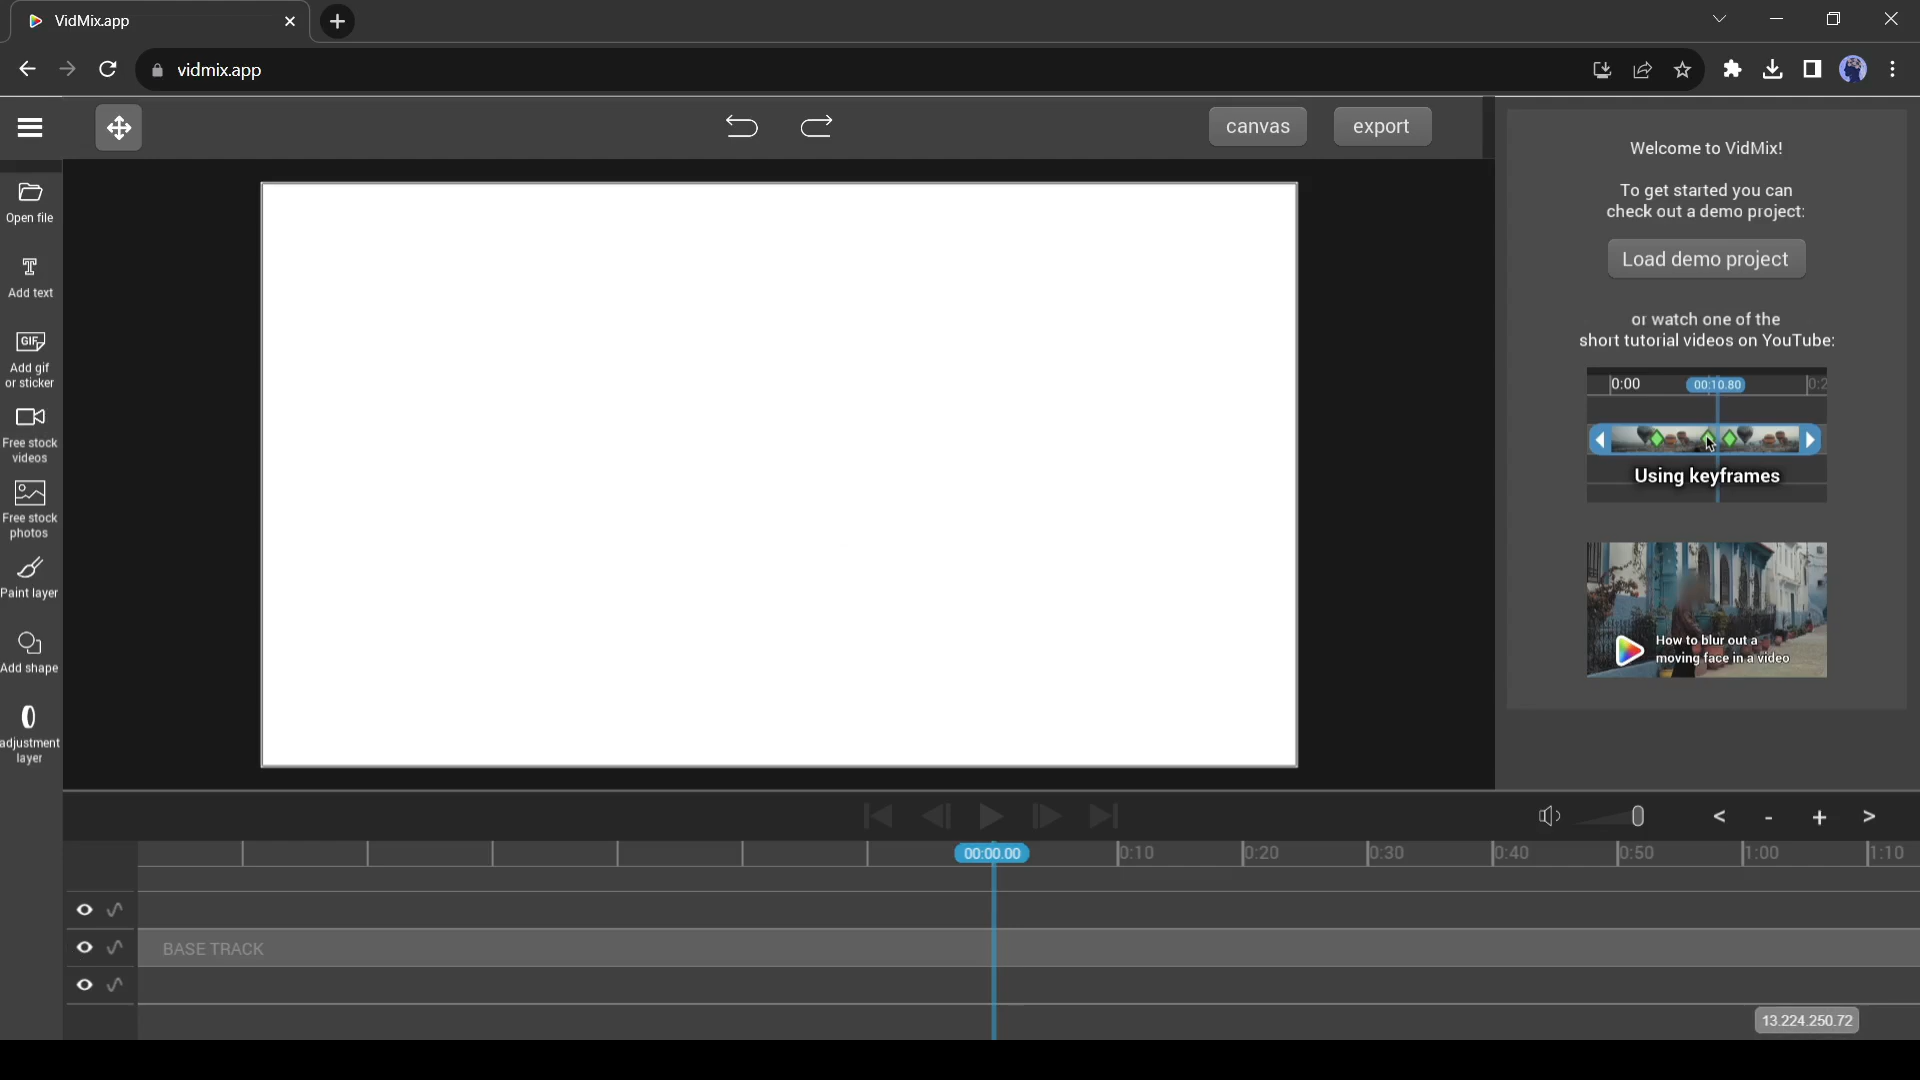 VidMix.app
vidmix.app
canvas
export
Open file
Add text
GIF
Add gif
or sticker
Free stock
videos
Free stock
photos
Paint layer
Add shape
adjustment
layer
Welcome to VidMix!
To get started you can
check out a demo project:
Load demo project
or watch one of the
short tutorial videos on YouTube:
0:00
00:10.80
0:2
Using keyframes
How to blur out a
moving face in a video
< - + >
00:00.00
0:10
0:20
0:30
0:40
0:50
1:00
1:10
BASE TRACK
13.224.250.72